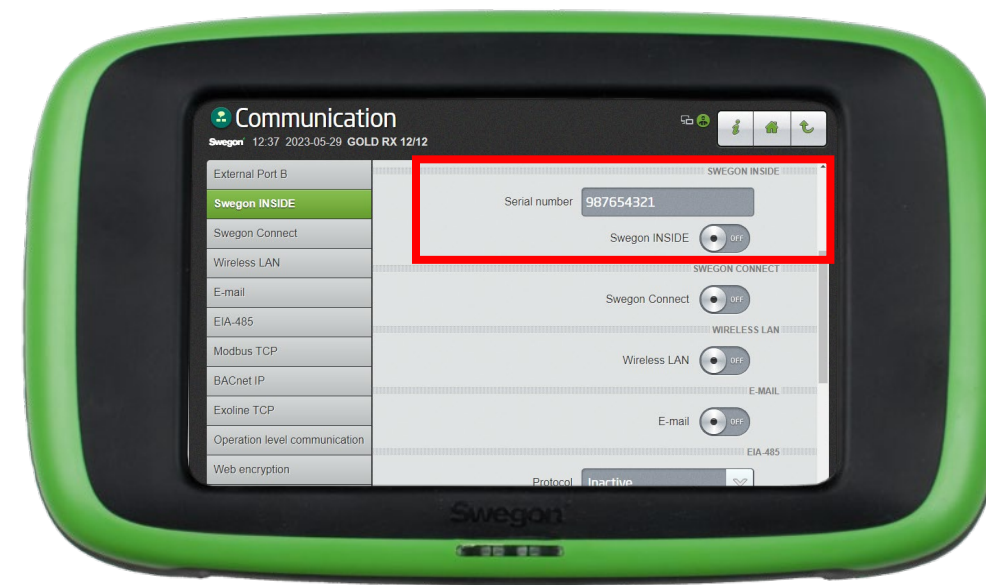 Communication
Swegon 12:37 2023-05-29 GOLD RX 12/12
i
External Port B
Swegon INSIDE
Swegon Connect
Wireless LAN
E-mail
EIA-485
Modbus TCP
BACnet IP
Exoline TCP
Operation level communication
Web encryption
SWEGON INSIDE
Serial number 987654321
Swegon INSIDE OFF
SWEGON CONNECT
Swegon Connect OFF
WIRELESS LAN
Wireless LAN OFF
E-MAIL
E-mail OFF
EIA-485
Protocol Inactive
Swegon